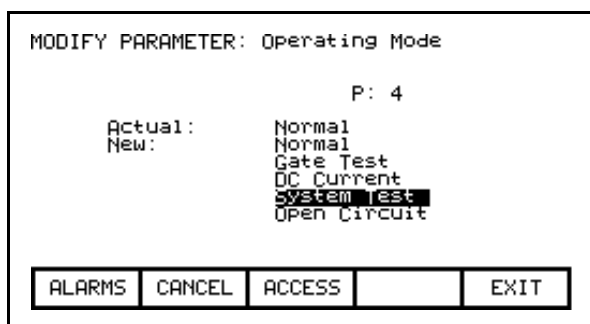 MODIFY PARAMETER: Operating Mode
P: 4
Actual: Normal
New: Normal
Gate Test
DC Current
System Test
Open Circuit
ALARMS CANCEL ACCESS EXIT